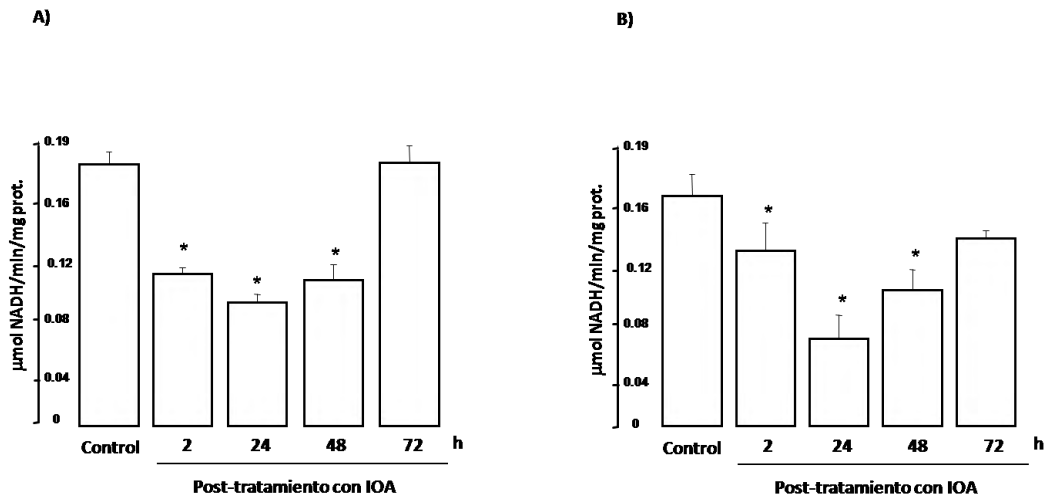 A)
µmol NADH/min/mg prot.
0.19
0.16
0.12
0.08
0.04
0
*
*
*
Control 2 24 48 72 h
Post-tratamiento con IOA
B)
µmol NADH/min/mg prot.
0.19
0.16
0.12
0.08
0.04
0
*
*
*
Control 2 24 48 72 h
Post-tratamiento con IOA